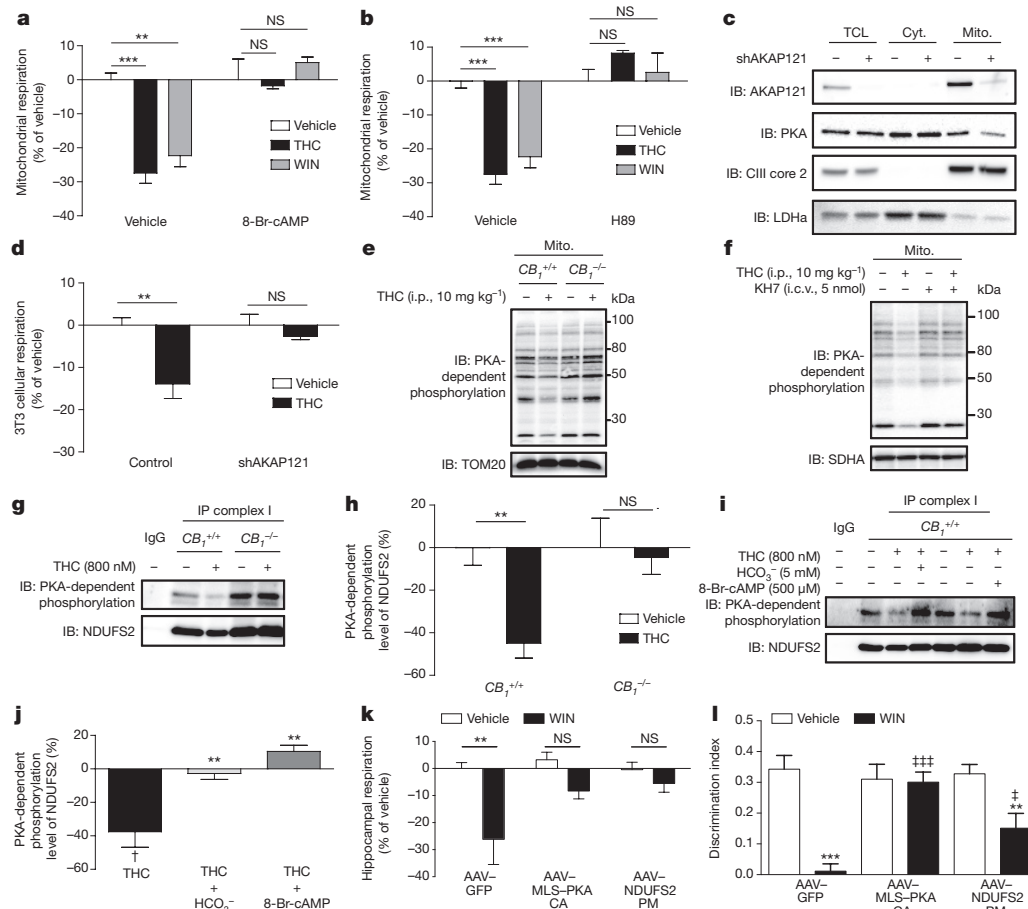 a
Mitochondrial respiration
(% of vehicle)
10
0
−10
−20
−30
−40
**
***
NS
NS
Vehicle
THC
WIN
Vehicle
8-Br-cAMP
b
Mitochondrial respiration
(% of vehicle)
10
0
−10
−20
−30
−40
***
***
NS
NS
Vehicle
THC
WIN
Vehicle
H89
c
TCL Cyt. Mito.
shAKAP121 − + − + − +
IB: AKAP121
IB: PKA
IB: CIII core 2
IB: LDHa
d
3T3 cellular respiration
(% of vehicle)
10
0
−10
−20
−30
**
NS
Vehicle
THC
Control
shAKAP121
e
Mito.
CB1+/+ CB1−/−
THC (i.p., 10 mg kg−1) − + − + kDa
100
80
50
30
IB: PKA-
dependent
phosphorylation
IB: TOM20
f
Mito.
THC (i.p., 10 mg kg−1) − + − +
KH7 (i.c.v., 5 nmol) − − + + kDa
100
80
50
30
IB: PKA-
dependent
phosphorylation
IB: SDHA
g
IP complex I
IgG CB1+/+ CB1−/−
THC (800 nM) − − + − +
IB: PKA-dependent
phosphorylation
IB: NDUFS2
h
PKA-dependent
phosphorylation
level of NDUFS2 (%)
20
0
−20
−40
−60
**
NS
Vehicle
THC
CB1+/+
CB1−/−
i
IP complex I
IgG CB1+/+
THC (800 nM) − − + + − + +
HCO3− (5 mM) − − − + − − −
8-Br-cAMP (500 µM) − − − − − − +
IB: PKA-dependent
phosphorylation
IB: NDUFS2
j
PKA-dependent
phosphorylation
level of NDUFS2 (%)
20
0
−20
−40
−60
†
**
**
THC
THC
+
HCO3−
THC
+
8-Br-cAMP
k
Hippocampal respiration
(% of vehicle)
Vehicle WIN
10
0
−10
−20
−30
−40
**
NS
NS
AAV–
GFP
AAV–
MLS–PKA
CA
AAV–
NDUFS2
PM
l
Discrimination index
Vehicle WIN
0.5
0.4
0.3
0.2
0.1
0
***
‡‡‡
‡
**
AAV–
GFP
AAV–
MLS–PKA
CA
AAV–
NDUFS2
PM